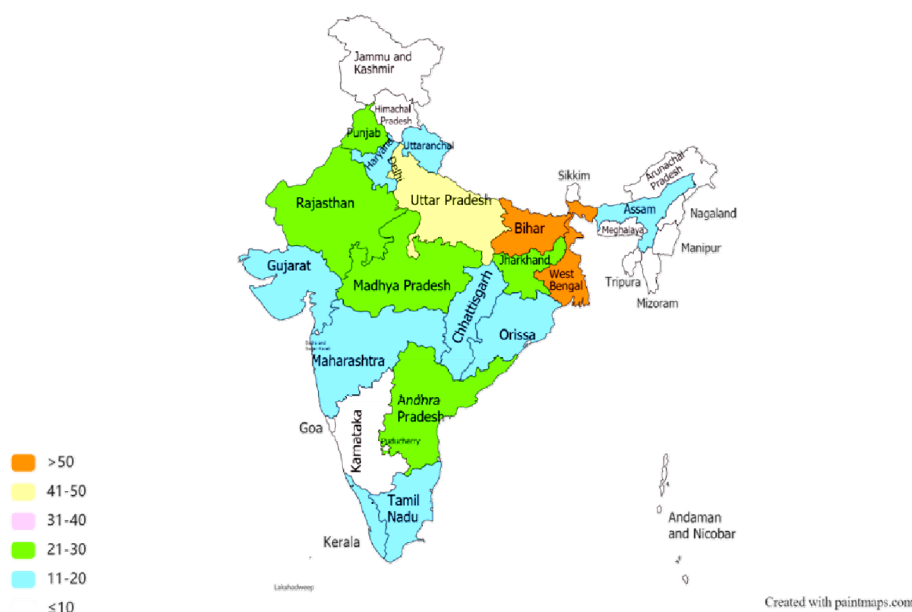 Jammu and
Kashmir
Himachal
Pradesh
Punjab
Haryana
Uttaranchal
Delhi
Rajasthan
Uttar Pradesh
Sikkim
Arunachal
Pradesh
Bihar
Assam
Nagaland
Meghalaya
Gujarat
Jharkhand
Manipur
Madhya Pradesh
West
Bengal
Tripura
Chhattisgarh
Mizoram
Orissa
Maharashtra
Andhra
Pradesh
Goa
Karnataka
Puducherry
>50
41-50
31-40
21-30
11-20
≤10
Tamil
Nadu
Kerala
Andaman
and Nicobar
Lakshadweep
Created with paintmaps.com